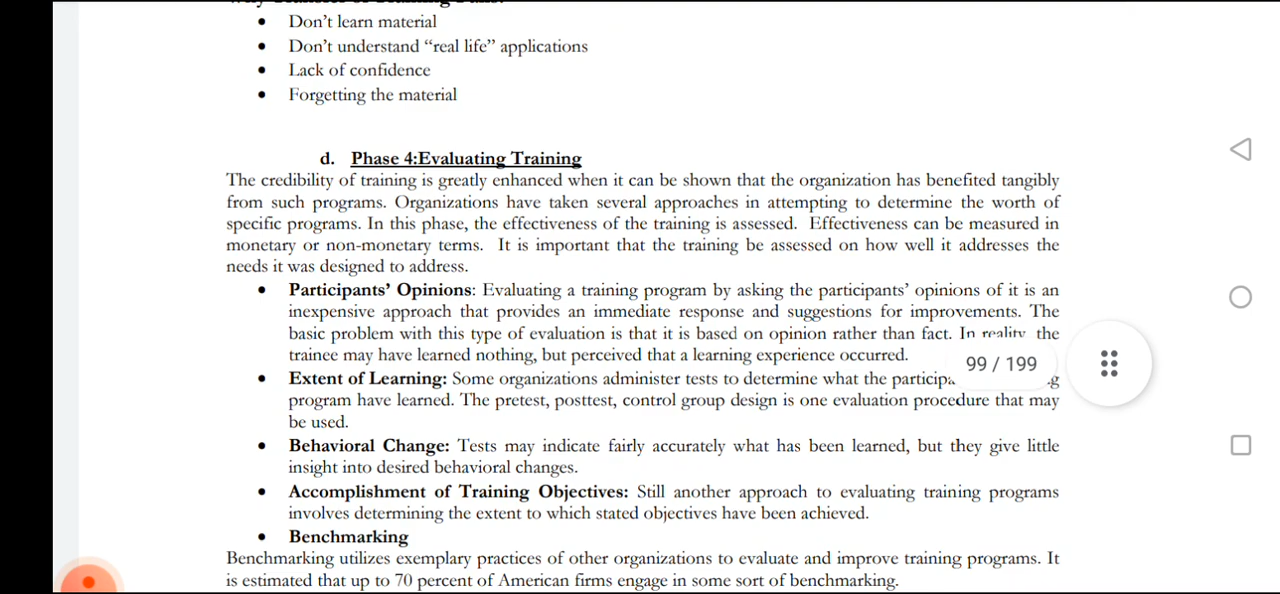 • Don't learn material
• Don't understand “real life” applications
• Lack of confidence
• Forgetting the material
d. Phase 4:Evaluating Training
The credibility of training is greatly enhanced when it can be shown that the organization has benefited tangibly
from such programs. Organizations have taken several approaches in attempting to determine the worth of
specific programs. In this phase, the effectiveness of the training is assessed. Effectiveness can be measured in
monetary or non-monetary terms. It is important that the training be assessed on how well it addresses the
needs it was designed to address.
• Participants’ Opinions: Evaluating a training program by asking the participants’ opinions of it is an
inexpensive approach that provides an immediate response and suggestions for improvements. The
basic problem with this type of evaluation is that it is based on opinion rather than fact. In reality the
trainee may have learned nothing, but perceived that a learning experience occurred.
99 / 199
• Extent of Learning: Some organizations administer tests to determine what the
program have learned. The pretest, posttest, control group design is one evaluation procedure that may
be used.
• Behavioral Change: Tests may indicate fairly accurately what has been learned, but they give little
insight into desired behavioral changes.
• Accomplishment of Training Objectives: Still another approach to evaluating training programs
involves determining the extent to which stated objectives have been achieved.
• Benchmarking
Benchmarking utilizes exemplary practices of other organizations to evaluate and improve training programs. It
is estimated that up to 70 percent of American firms engage in some sort of benchmarking.